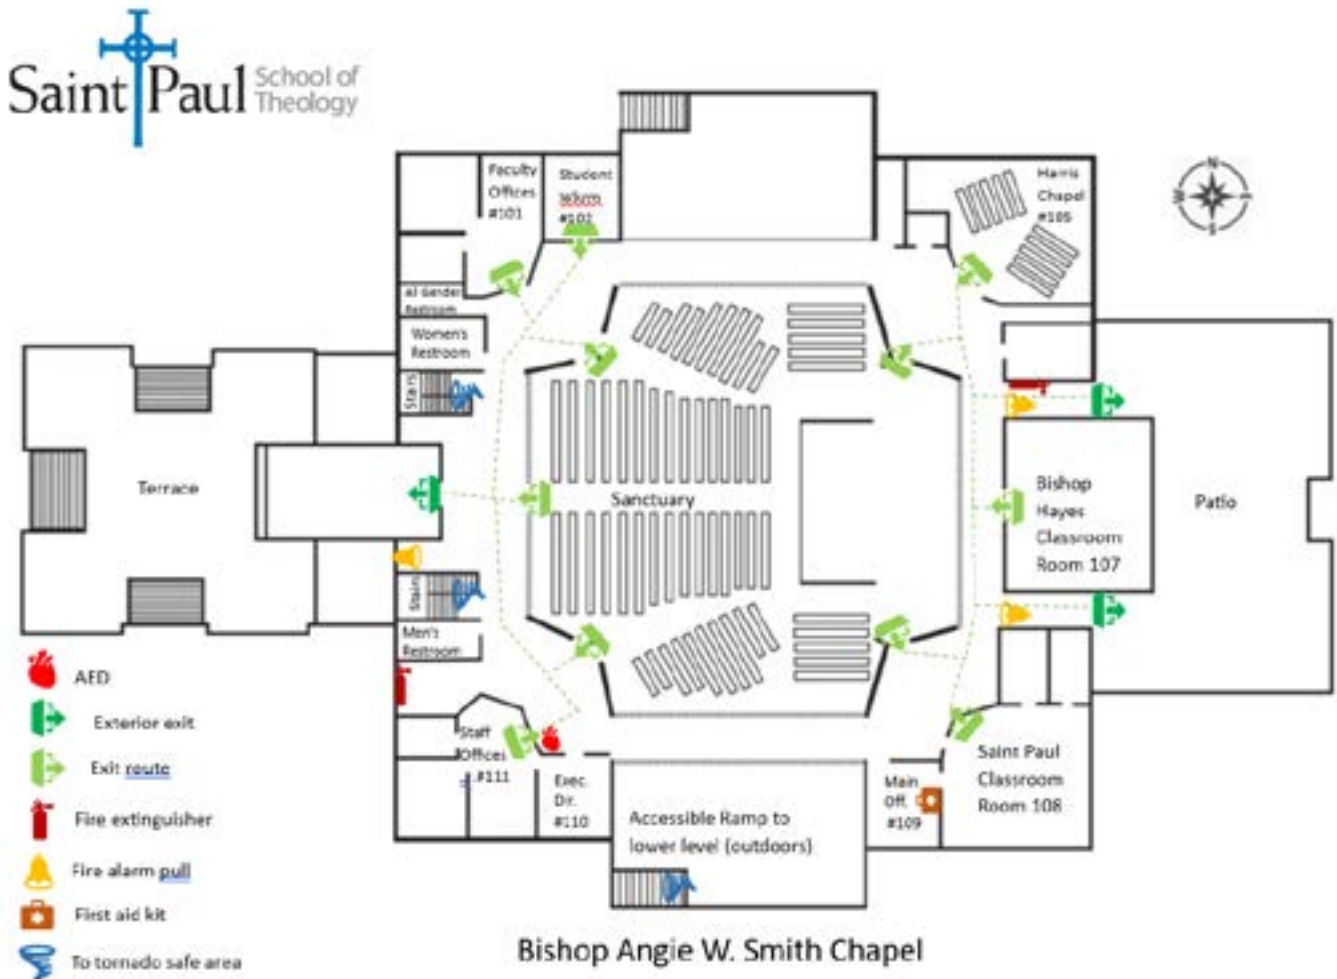 Saint Paul School of
Theology
Faculty
Offices
#101
Student
#102
Harris
Chapel
#105
N
W
E
S
All Gender
Restroom
Women's
Restroom
Stairs
Terrace
Sanctuary
Bishop
Hayes
Classroom
Room 107
Patio
Stairs
Men's
Restroom
AED
Exterior exit
Exit route
Fire extinguisher
Fire alarm pull
First aid kit
To tornado safe area
Staff
Offices
#111
Exec.
Dir.
#110
Accessible Ramp to
lower level (outdoors)
Main
Off.
#109
Saint Paul
Classroom
Room 108
Bishop Angie W. Smith Chapel